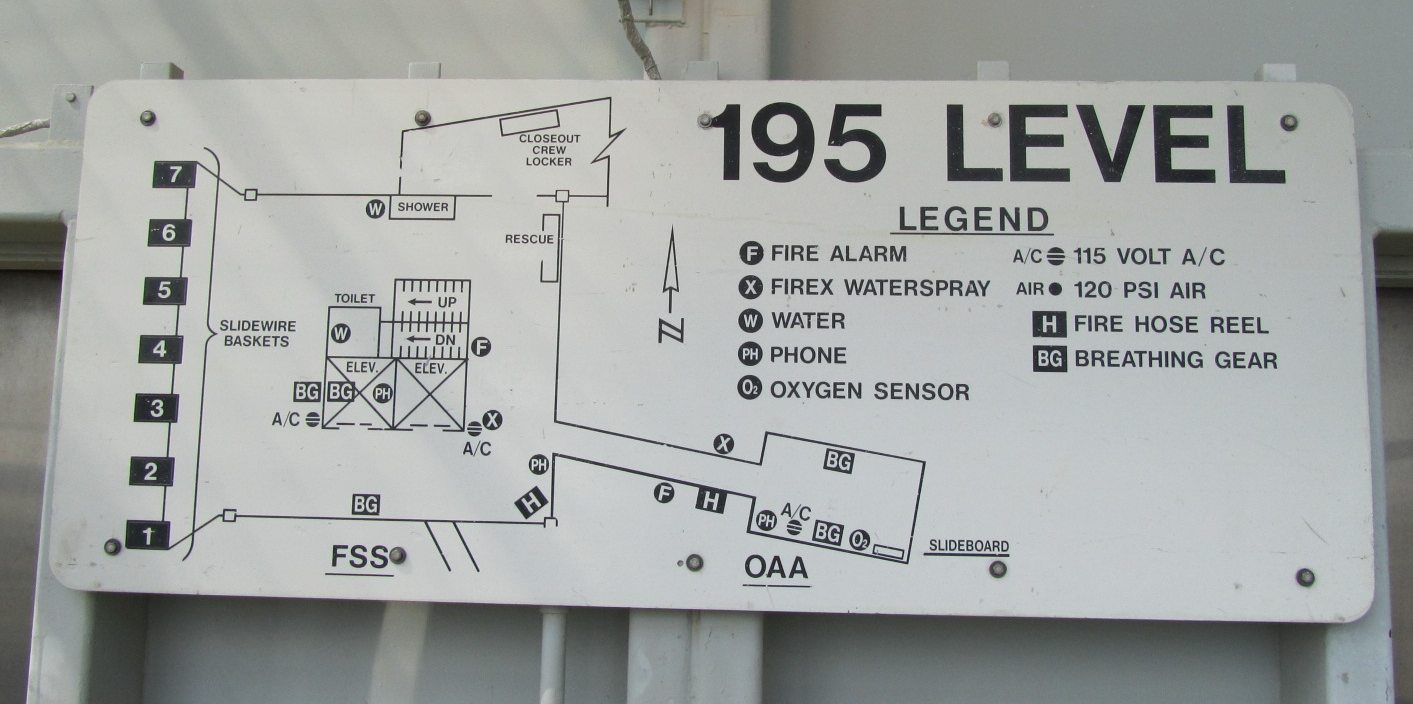 195 LEVEL
LEGEND
F FIRE ALARM
X FIREX WATERSPRAY
W WATER
PH PHONE
O2 OXYGEN SENSOR
A/C 115 VOLT A/C
AIR 120 PSI AIR
H FIRE HOSE REEL
BG BREATHING GEAR
CLOSEOUT
CREW
LOCKER
7
6
5
4
3
2
1
SLIDEWIRE
BASKETS
W SHOWER
RESCUE
N
TOILET
W
UP
DN
F
ELEV. ELEV.
BG BG PH
A/C
X
A/C
BG
FSS
PH
H
X
F H
BG
PH A/C BG O2
OAA
SLIDEBOARD